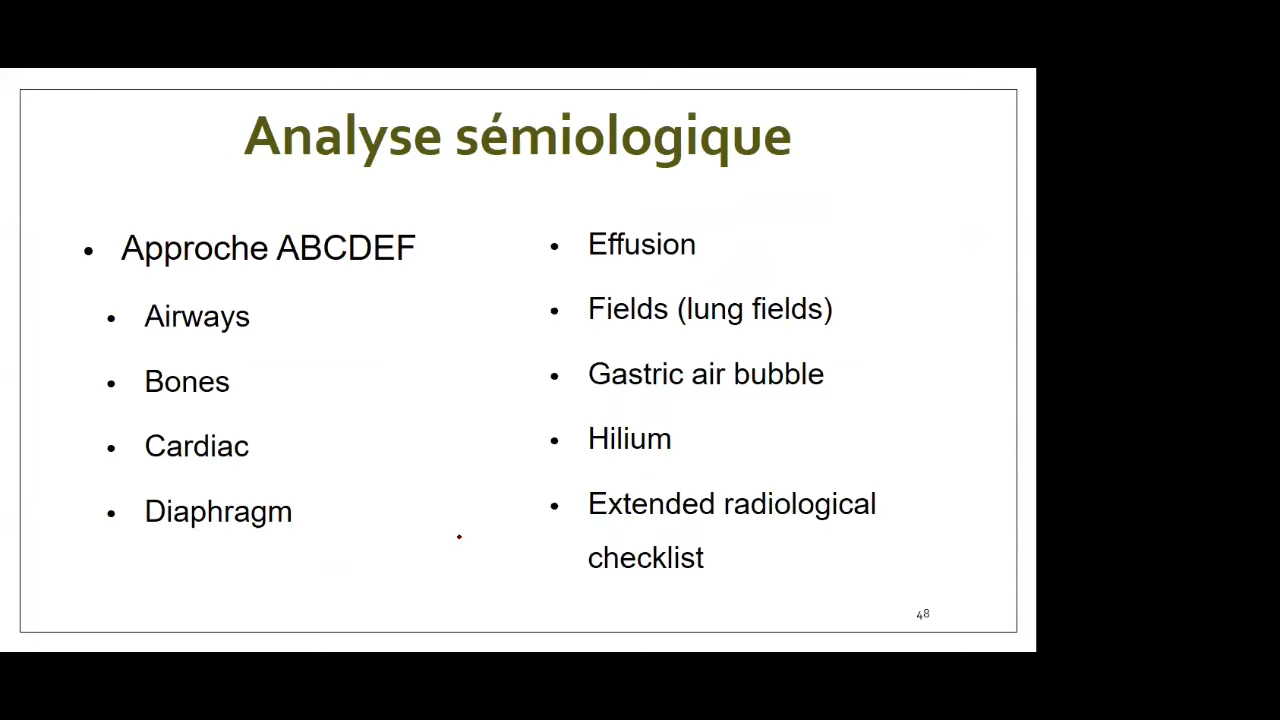 Analyse sémiologique
Approche ABCDEF
Airways
Bones
Cardiac
Diaphragm
Effusion
Fields (lung fields)
Gastric air bubble
Hilium
Extended radiological
checklist
48